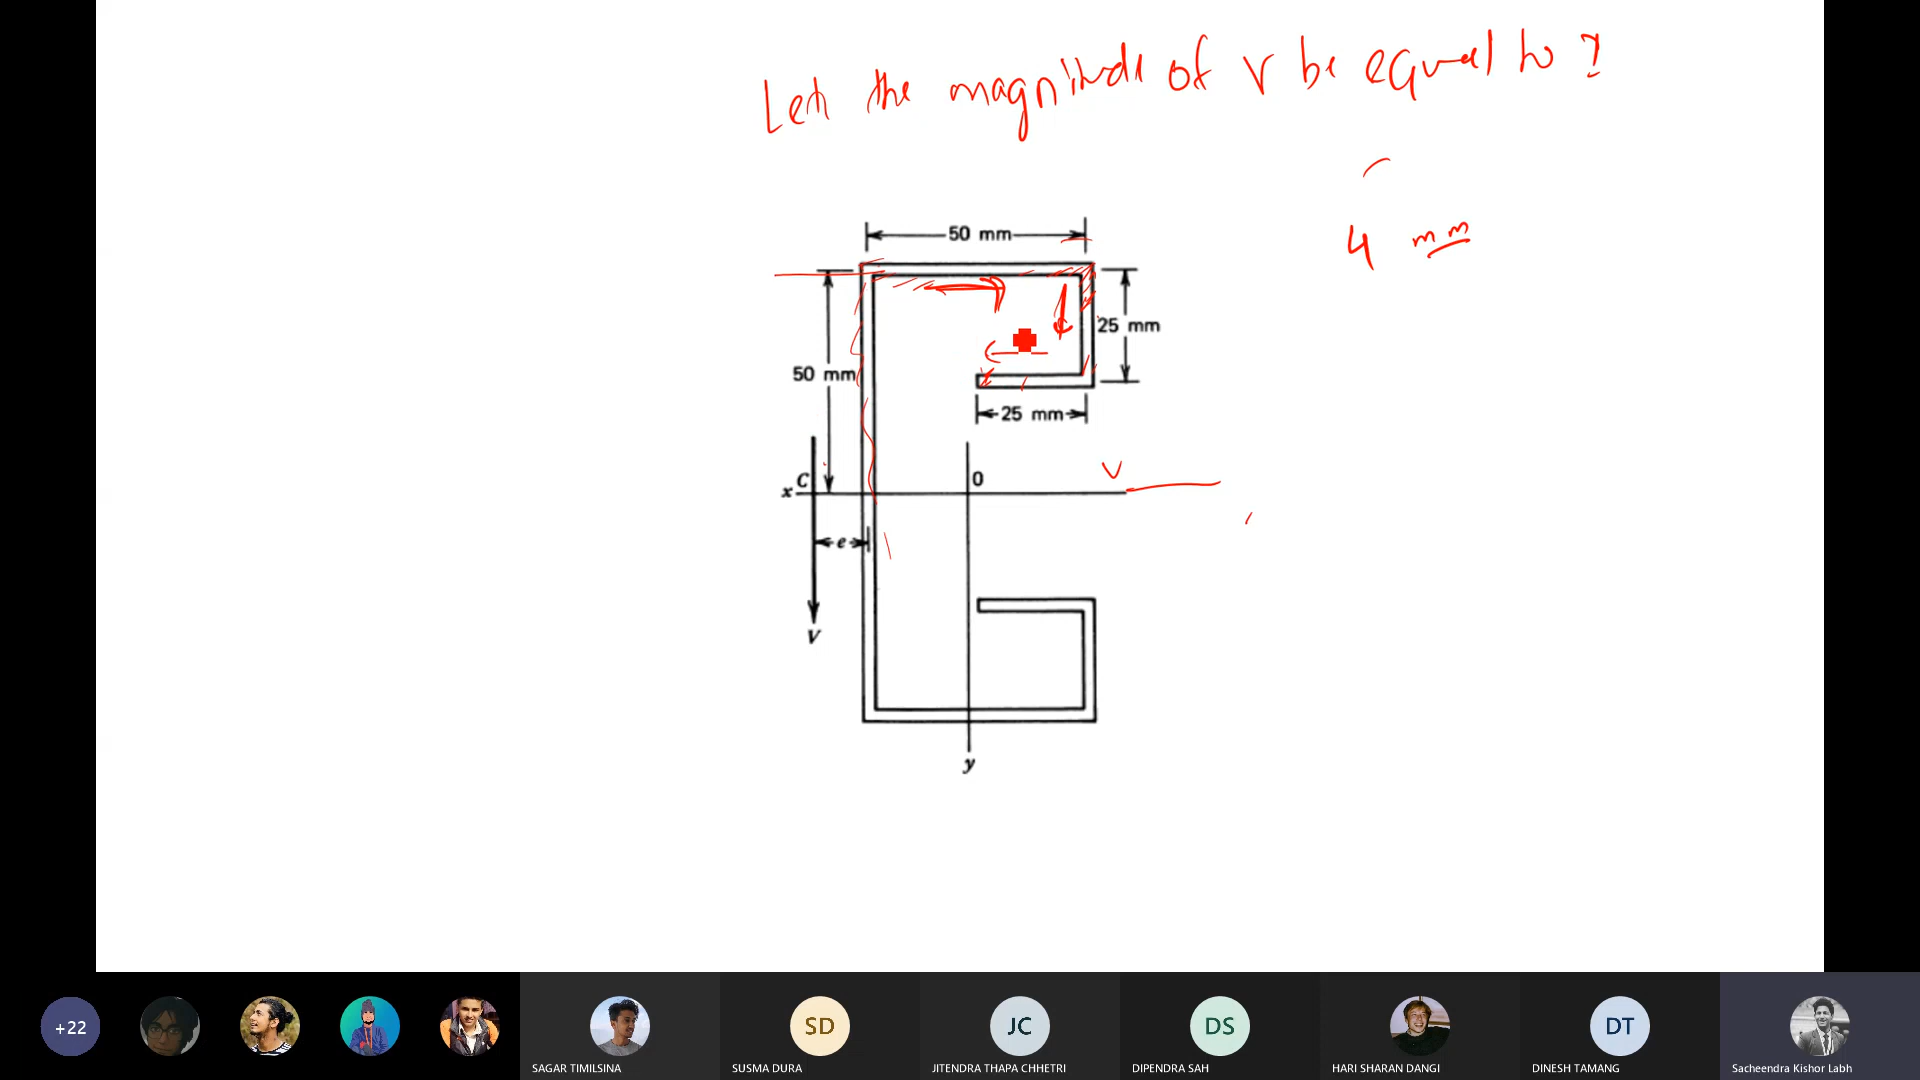 Let the magnitude of V be equal to ?
4 mm
50 mm
25 mm
50 mm
25 mm
V
C
O
x
e
V
y
+22
SD
JC
DS
DT
SAGAR TIMILSINA
SUSMA DURA
JITENDRA THAPA CHHETRI
DIPENDRA SAH
HARI SHARAN DANGI
DINESH TAMANG
Sacheendra Kishor Labh